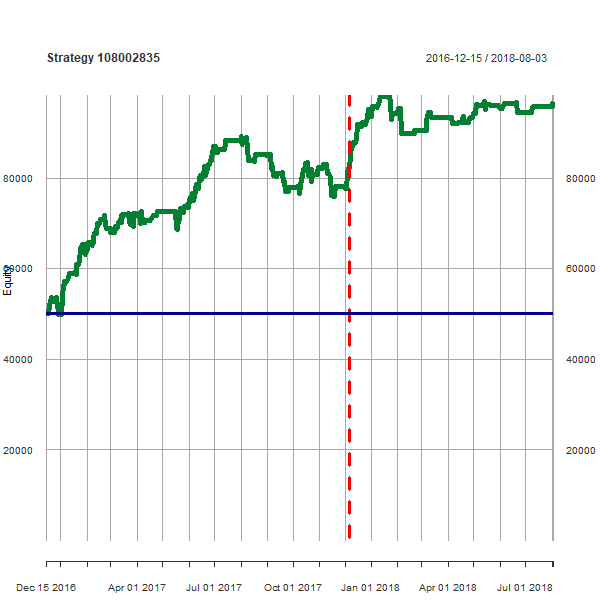 Strategy 108002835
2016-12-15 / 2018-08-03
80000
80000
60000
60000
Equity
40000
40000
20000
20000
Dec 15 2016
Apr 01 2017
Jul 01 2017
Oct 01 2017
Jan 01 2018
Apr 01 2018
Jul 01 2018